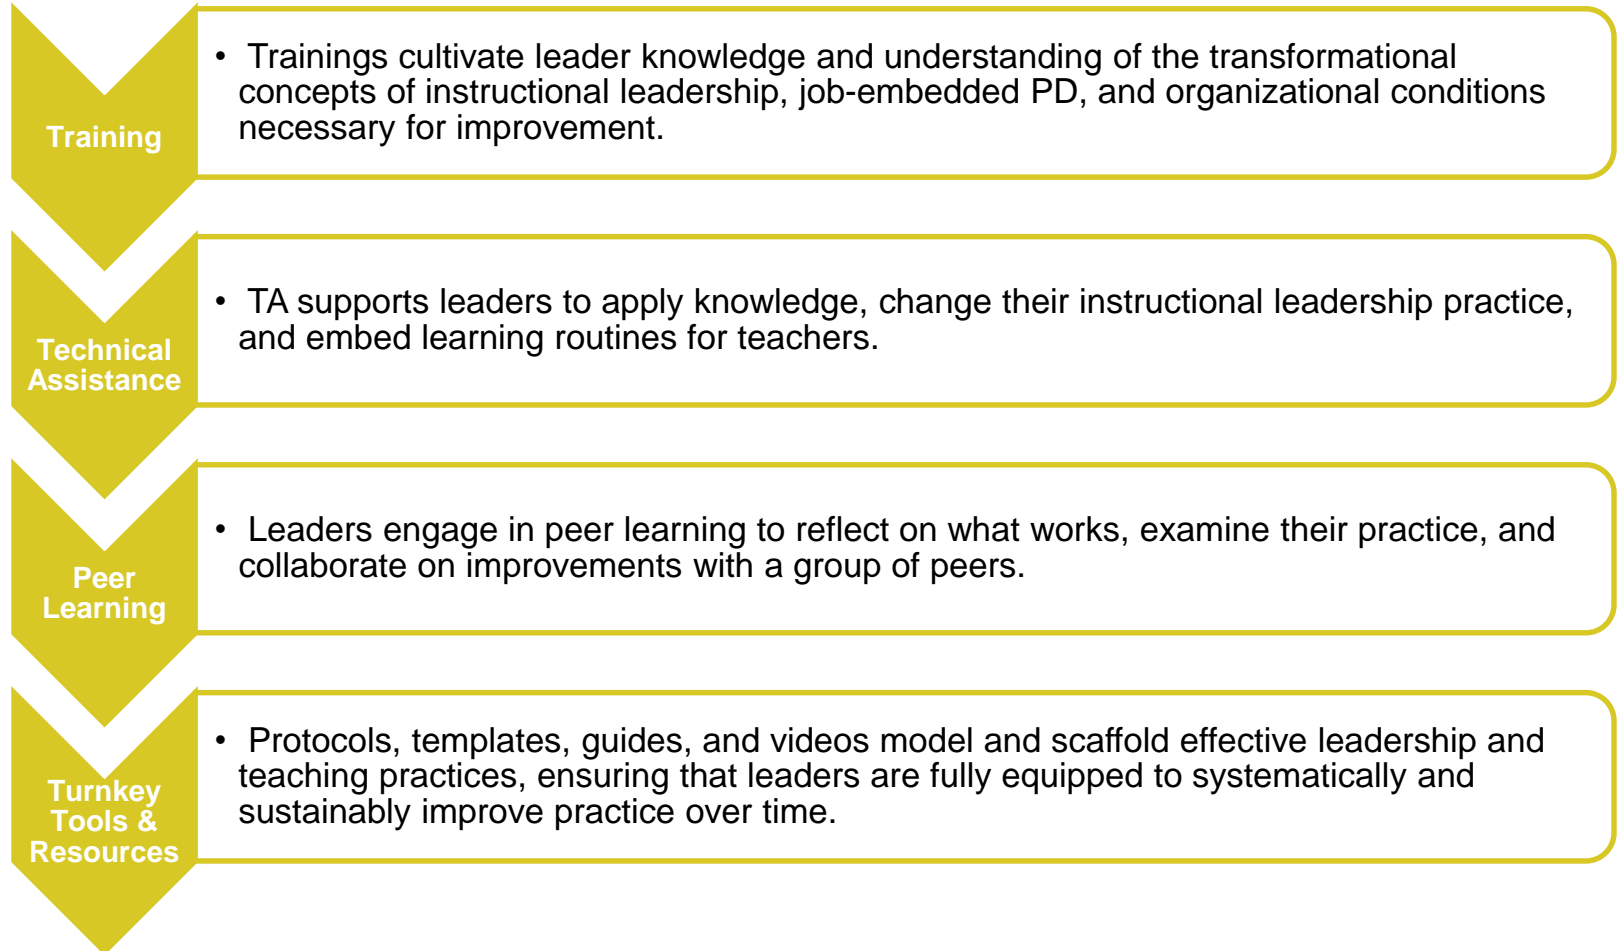 Training
• Trainings cultivate leader knowledge and understanding of the transformational
concepts of instructional leadership, job-embedded PD, and organizational conditions
necessary for improvement.
Technical
Assistance
• TA supports leaders to apply knowledge, change their instructional leadership practice,
and embed learning routines for teachers.
Peer
Learning
• Leaders engage in peer learning to reflect on what works, examine their practice, and
collaborate on improvements with a group of peers.
Turnkey
Tools &
Resources
• Protocols, templates, guides, and videos model and scaffold effective leadership and
teaching practices, ensuring that leaders are fully equipped to systematically and
sustainably improve practice over time.